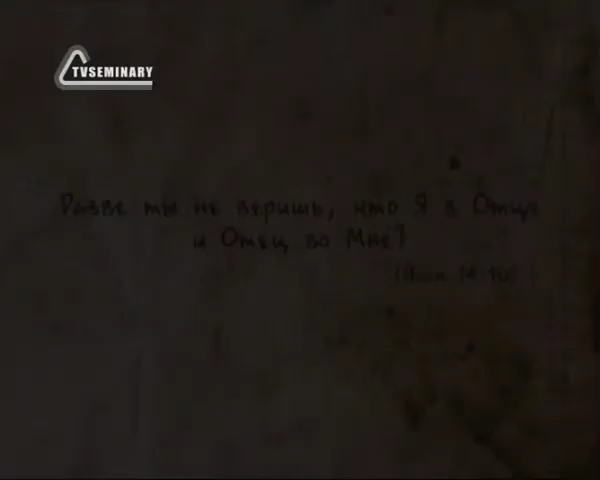 TVSEMINARY
Разве ты не веришь, что Я в Отце
и Отец во Мне?
(Иоан. 14:10)